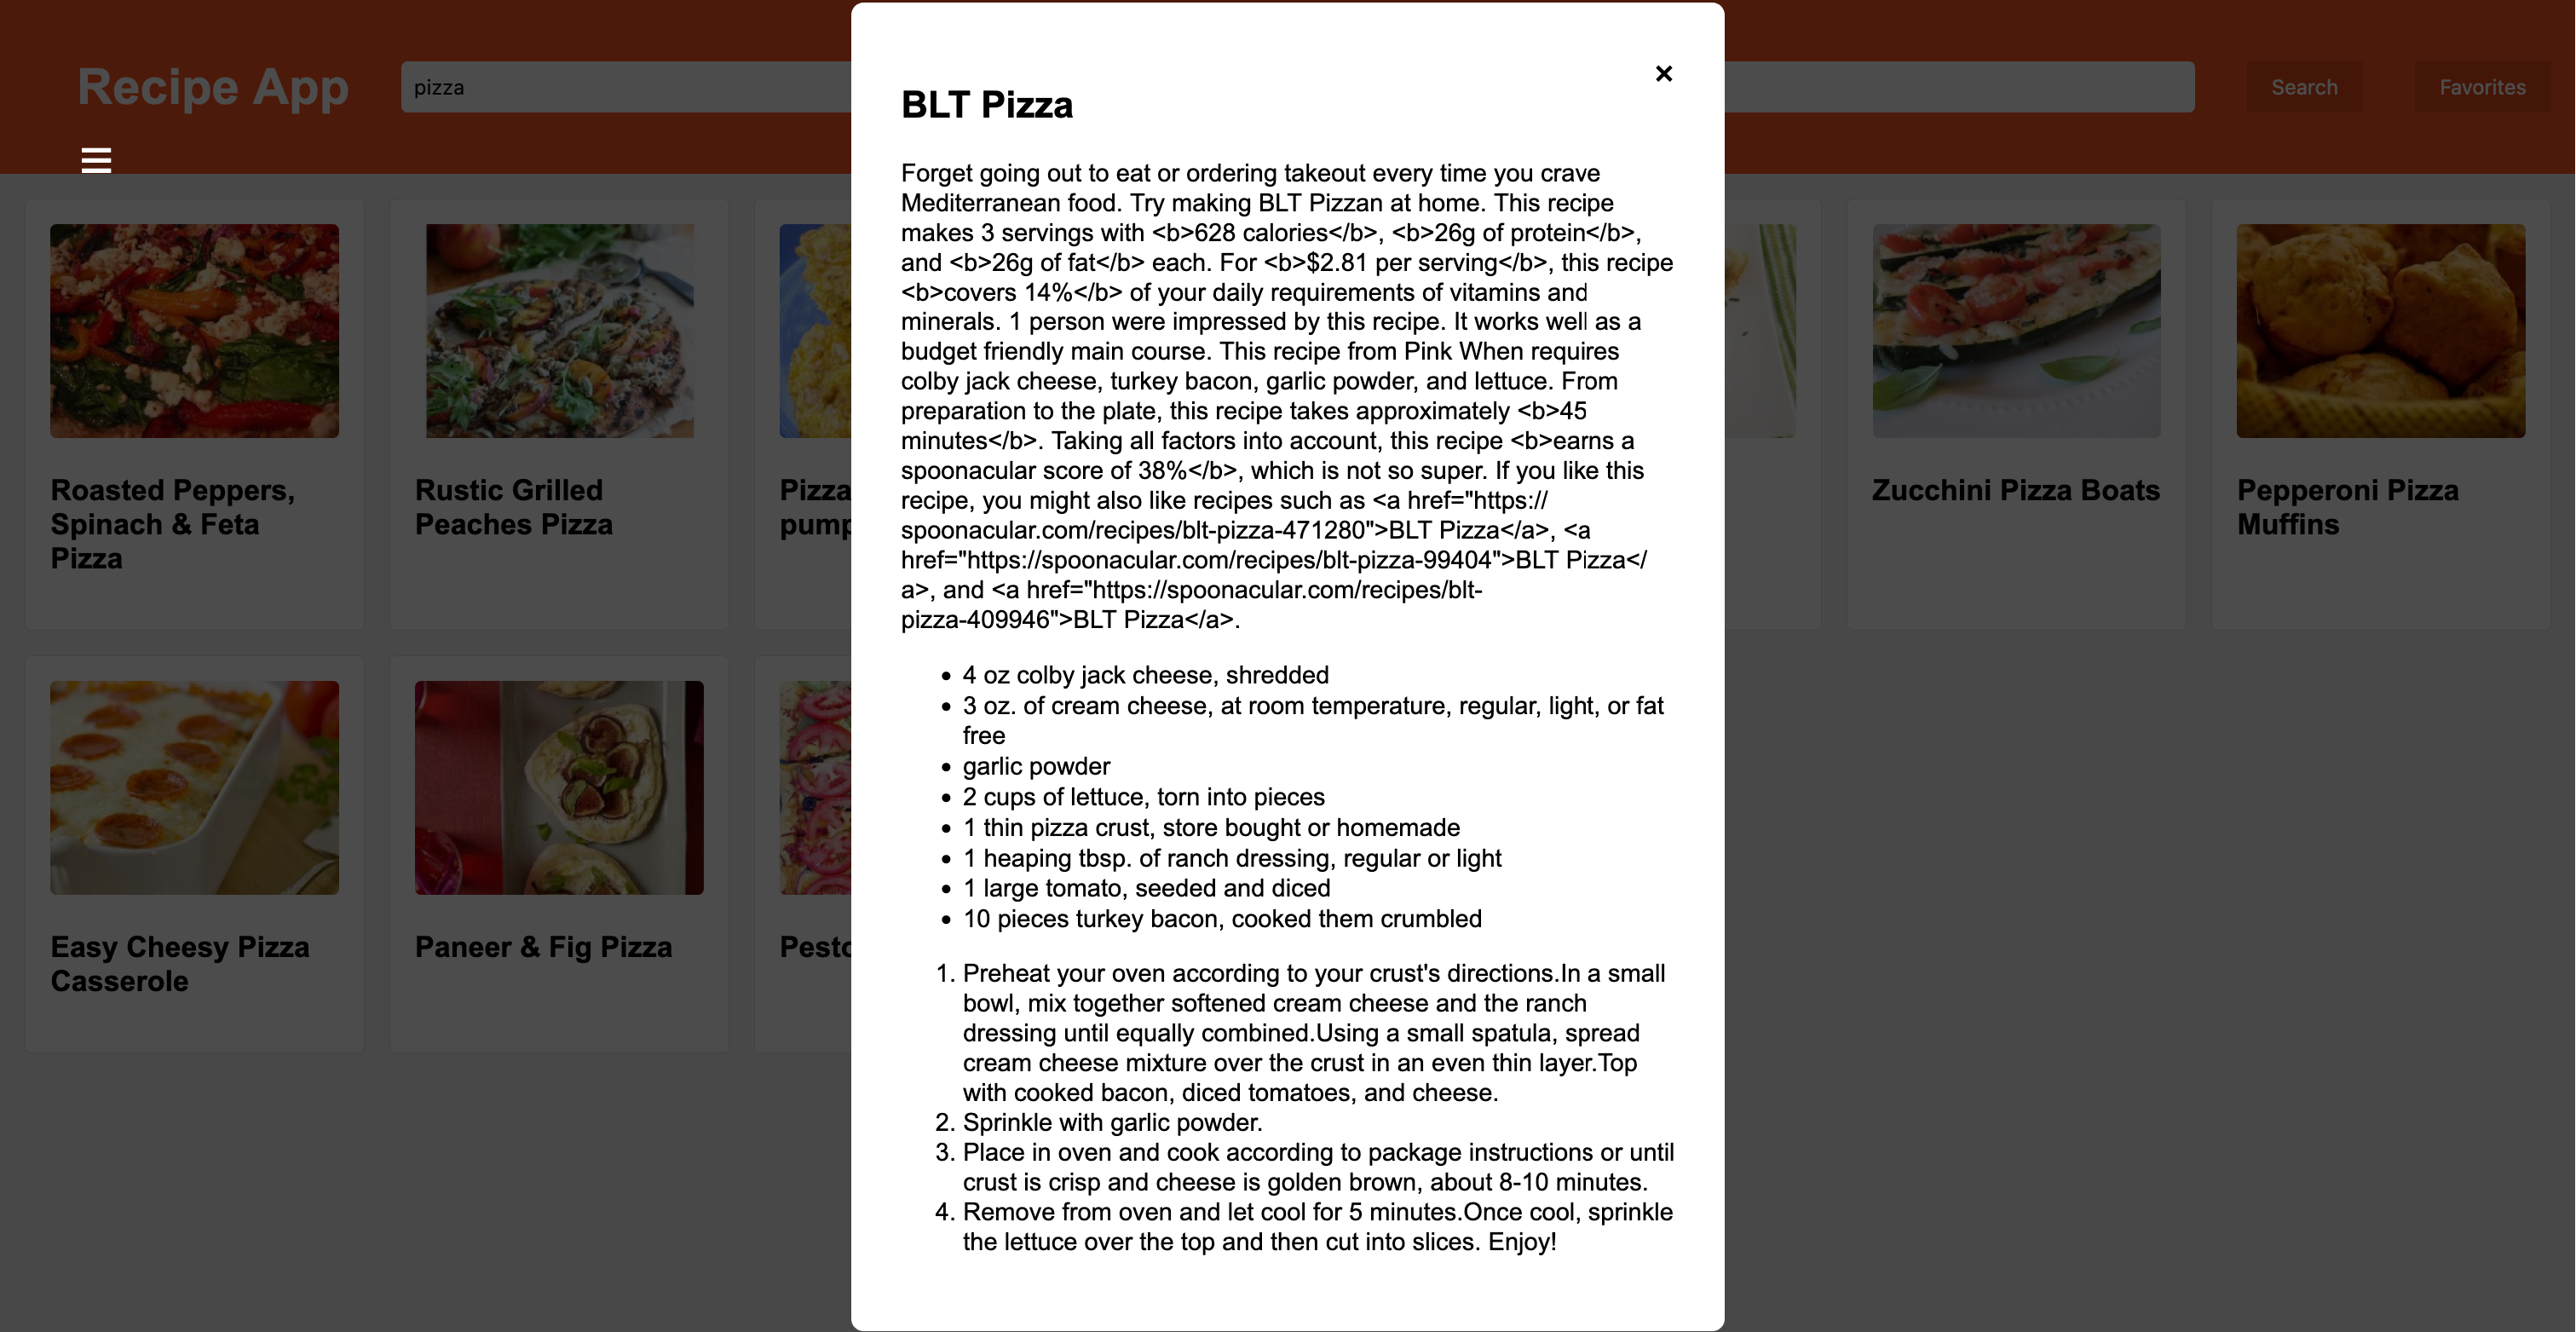 Recipe App
pizza
Search
Favorites
×
BLT Pizza
Forget going out to eat or ordering takeout every time you crave
Mediterranean food. Try making BLT Pizzan at home. This recipe
makes 3 servings with <b>628 calories</b>, <b>26g of protein</b>,
and <b>26g of fat</b> each. For <b>$2.81 per serving</b>, this recipe
<b>covers 14%</b> of your daily requirements of vitamins and
minerals. 1 person were impressed by this recipe. It works well as a
budget friendly main course. This recipe from Pink When requires
colby jack cheese, turkey bacon, garlic powder, and lettuce. From
preparation to the plate, this recipe takes approximately <b>45
minutes</b>. Taking all factors into account, this recipe <b>earns a
spoonacular score of 38%</b>, which is not so super. If you like this
recipe, you might also like recipes such as <a href="https://
spoonacular.com/recipes/blt-pizza-471280">BLT Pizza</a>, <a
href="https://spoonacular.com/recipes/blt-pizza-99404">BLT Pizza</
a>, and <a href="https://spoonacular.com/recipes/blt-
pizza-409946">BLT Pizza</a>.
• 4 oz colby jack cheese, shredded
• 3 oz. of cream cheese, at room temperature, regular, light, or fat
free
• garlic powder
• 2 cups of lettuce, torn into pieces
• 1 thin pizza crust, store bought or homemade
• 1 heaping tbsp. of ranch dressing, regular or light
• 1 large tomato, seeded and diced
• 10 pieces turkey bacon, cooked them crumbled
1. Preheat your oven according to your crust's directions.In a small
bowl, mix together softened cream cheese and the ranch
dressing until equally combined.Using a small spatula, spread
cream cheese mixture over the crust in an even thin layer.Top
with cooked bacon, diced tomatoes, and cheese.
2. Sprinkle with garlic powder.
3. Place in oven and cook according to package instructions or until
crust is crisp and cheese is golden brown, about 8-10 minutes.
4. Remove from oven and let cool for 5 minutes.Once cool, sprinkle
the lettuce over the top and then cut into slices. Enjoy!
Roasted Peppers,
Spinach & Feta
Pizza
Rustic Grilled
Peaches Pizza
Pizza
pump
Zucchini Pizza Boats
Pepperoni Pizza
Muffins
Easy Cheesy Pizza
Casserole
Paneer & Fig Pizza
Pesto